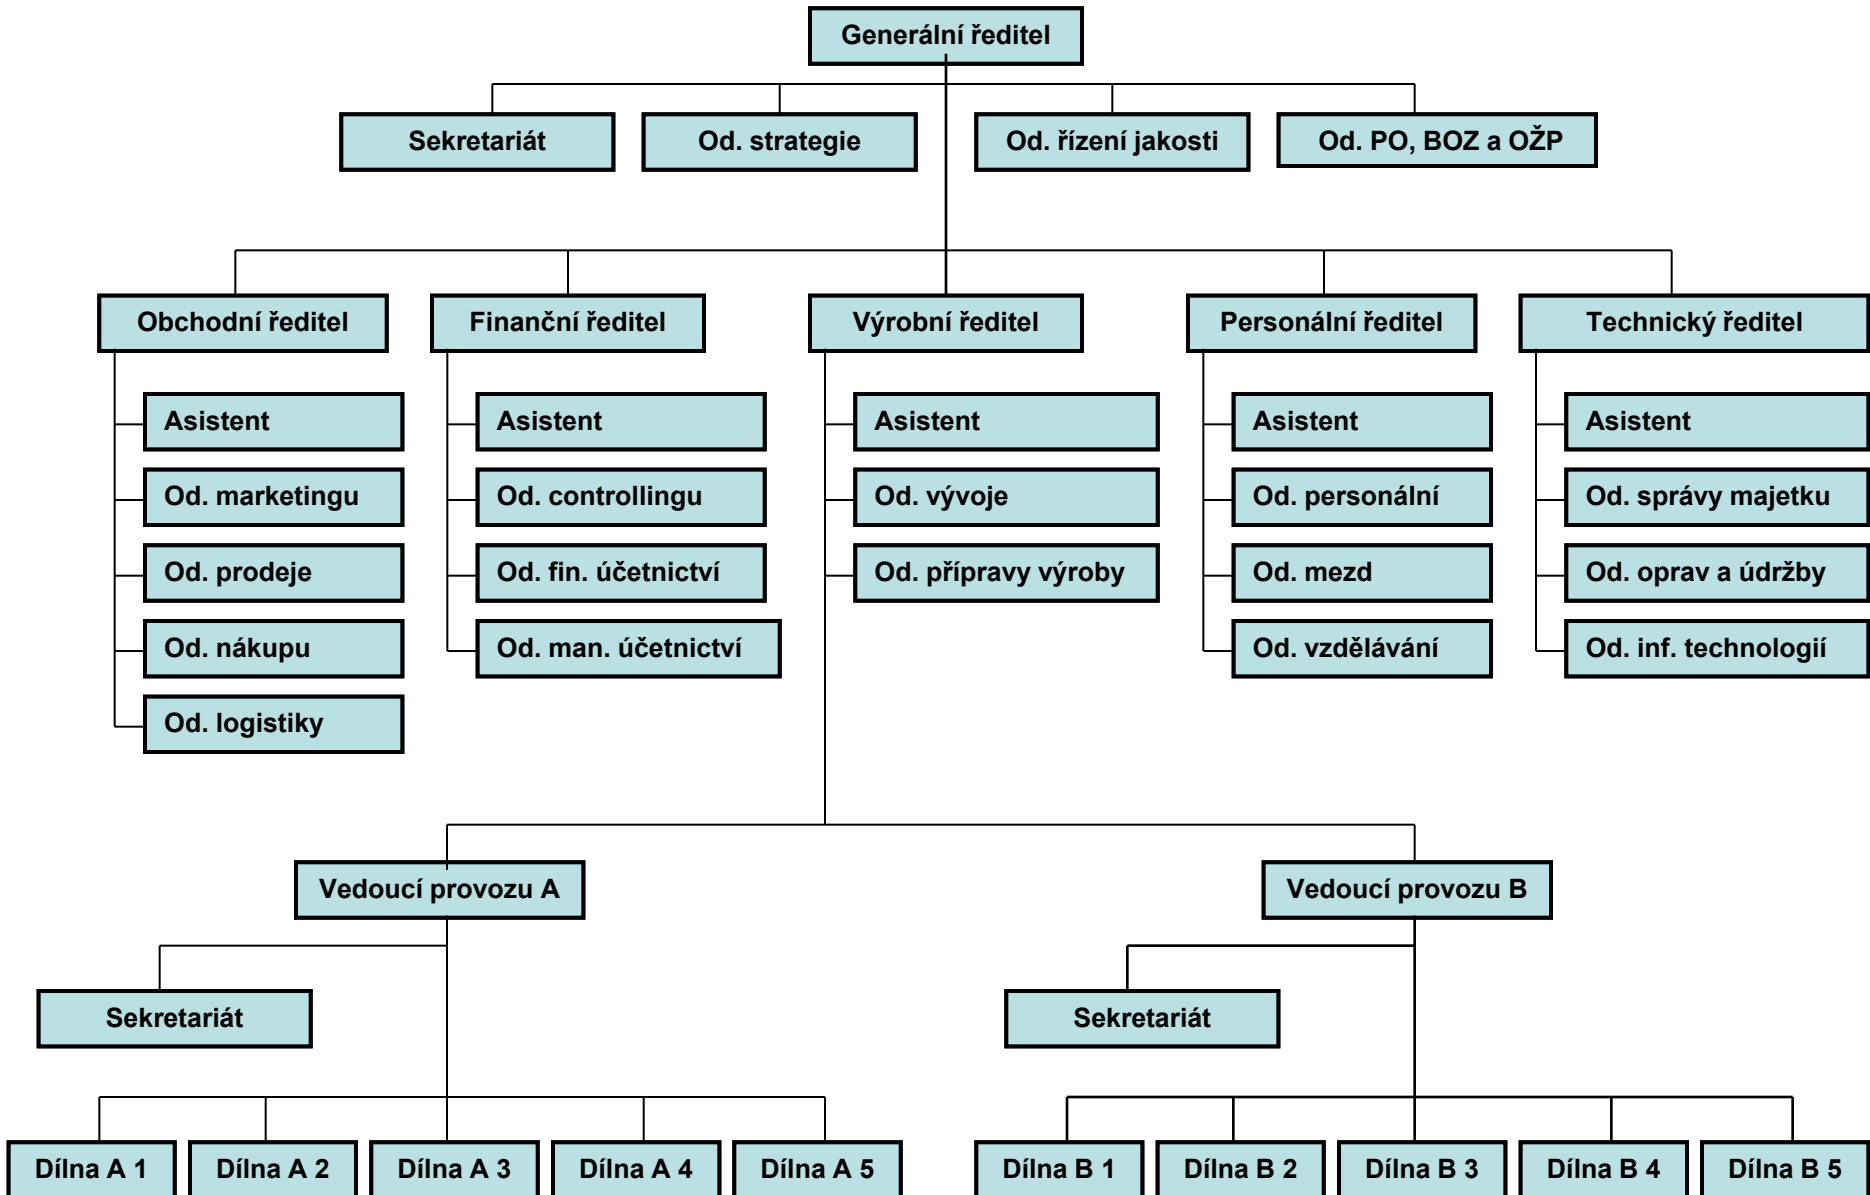 Generální ředitel
Sekretariát
Od. strategie
Od. řízení jakosti
Od. PO, BOZ a OŽP
Obchodní ředitel
Finanční ředitel
Výrobní ředitel
Personální ředitel
Technický ředitel
Asistent
Od. marketingu
Od. prodeje
Od. nákupu
Od. logistiky
Asistent
Od. controllingu
Od. fin. účetnictví
Od. man. účetnictví
Asistent
Od. vývoje
Od. přípravy výroby
Asistent
Od. personální
Od. mezd
Od. vzdělávání
Asistent
Od. správy majetku
Od. oprav a údržby
Od. inf. technologií
Vedoucí provozu A
Vedoucí provozu B
Sekretariát
Sekretariát
Dílna A 1
Dílna A 2
Dílna A 3
Dílna A 4
Dílna A 5
Dílna B 1
Dílna B 2
Dílna B 3
Dílna B 4
Dílna B 5